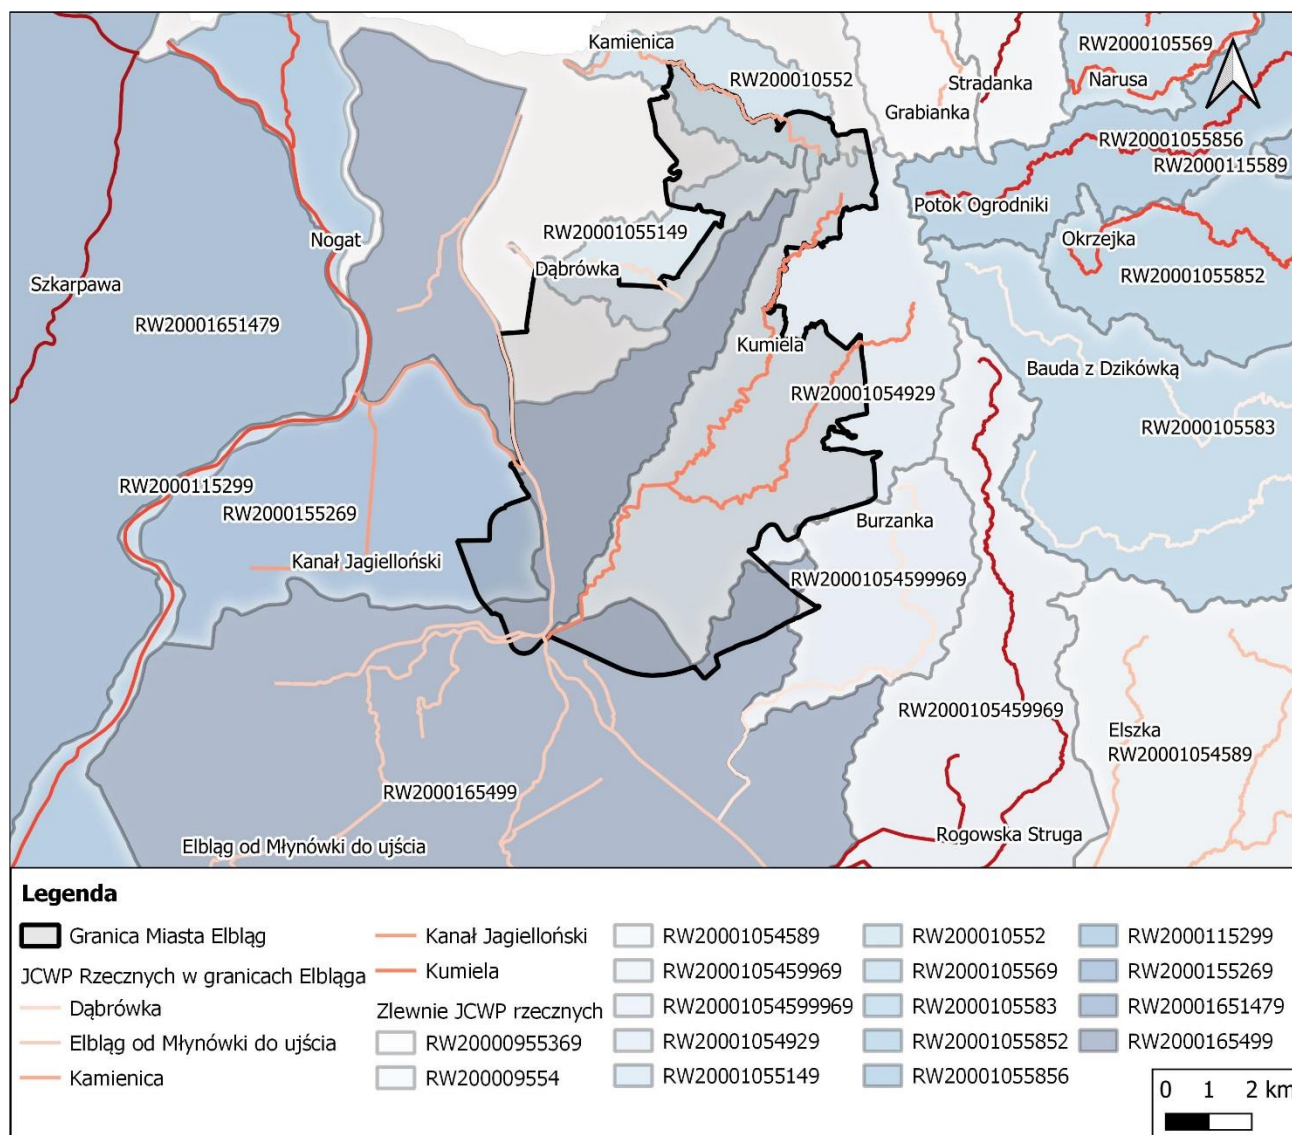 Kamienica
RW200010552
RW2000105569
Stradanka
Narusa
Grabianka
RW20001055856
RW2000115589
Potok Ogrodniki
RW20001055149
Nogat
Okrzejka
Dąbrówka
RW20001055852
Szkarpawa
RW20001651479
Kumiela
Bauda z Dzikówką
RW20001054929
RW2000105583
RW2000115299
RW2000155269
Burzanka
Kanał Jagielloński
RW20001054599969
RW2000105459969
Elszka
RW20001054589
RW2000165499
Rogowska Struga
Elbląg od Młynówki do ujścia
Legenda
Granica Miasta Elbląg
JCWP Rzecznych w granicach Elbląga
Dąbrówka
Elbląg od Młynówki do ujścia
Kamienica
Kanał Jagielloński
Kumiela
Zlewnie JCWP rzecznych
RW20000955369
RW200009554
RW20001054589
RW2000105459969
RW20001054599969
RW20001054929
RW20001055149
RW200010552
RW2000105569
RW2000105583
RW20001055852
RW20001055856
RW2000115299
RW2000155269
RW20001651479
RW2000165499
0 1 2 km